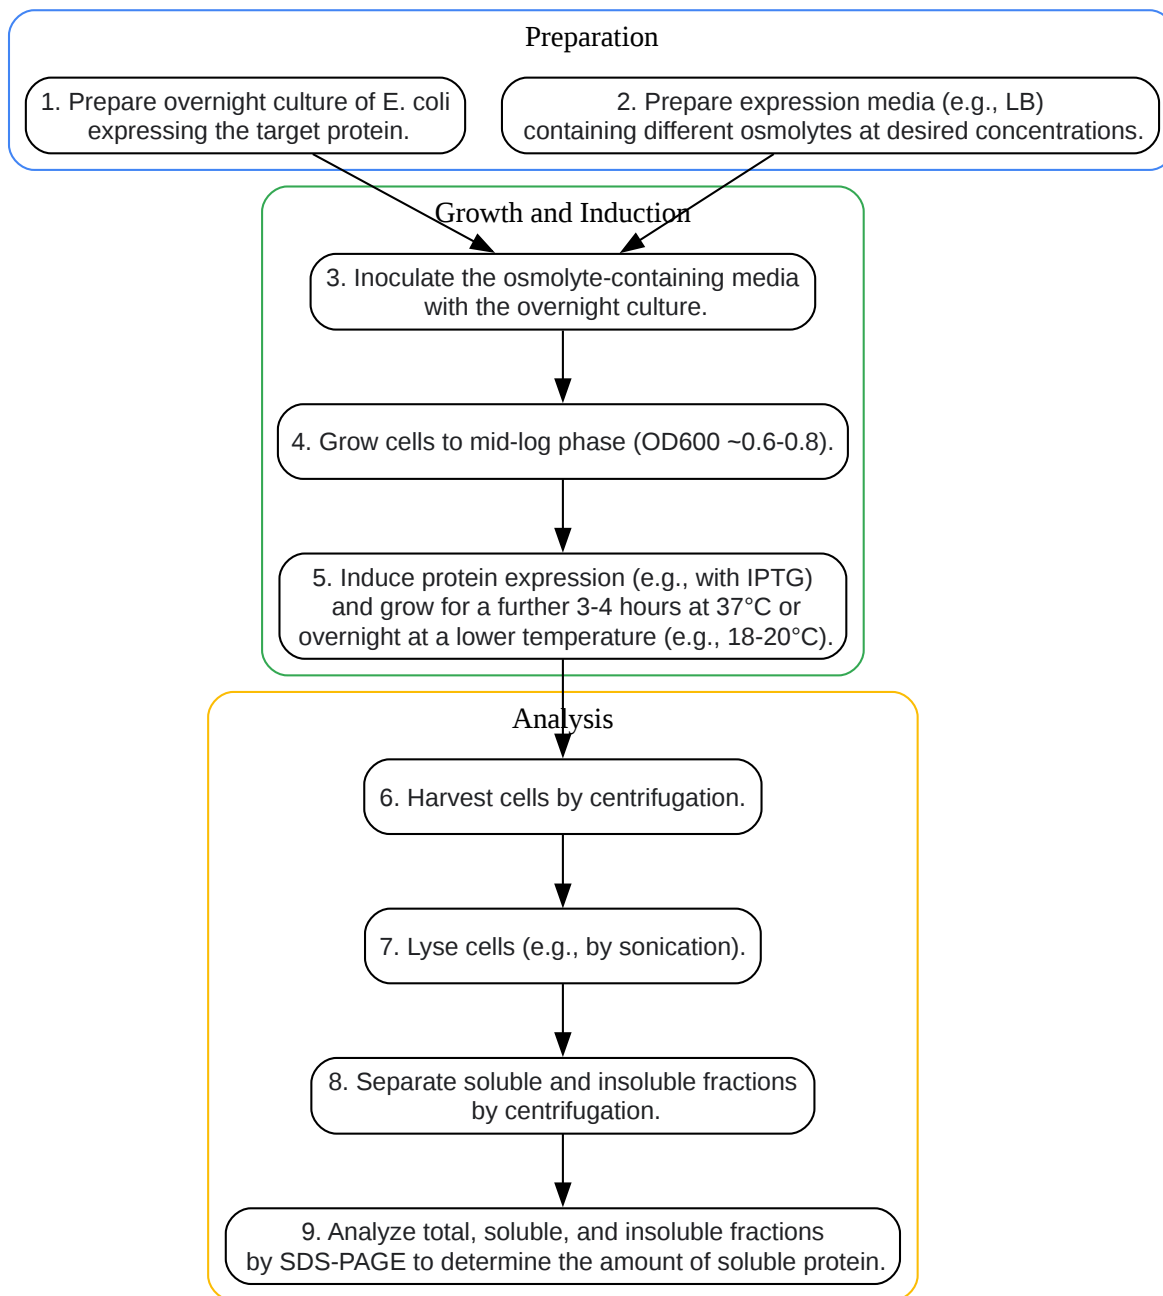 Preparation
1. Prepare overnight culture of E. coli
expressing the target protein.
2. Prepare expression media (e.g., LB)
containing different osmolytes at desired concentrations.
Growth and Induction
3. Inoculate the osmolyte-containing media
with the overnight culture.
4. Grow cells to mid-log phase (OD600 ~0.6-0.8).
5. Induce protein expression (e.g., with IPTG)
and grow for a further 3-4 hours at 37°C or
overnight at a lower temperature (e.g., 18-20°C).
Analysis
6. Harvest cells by centrifugation.
7. Lyse cells (e.g., by sonication).
8. Separate soluble and insoluble fractions
by centrifugation.
9. Analyze total, soluble, and insoluble fractions
by SDS-PAGE to determine the amount of soluble protein.